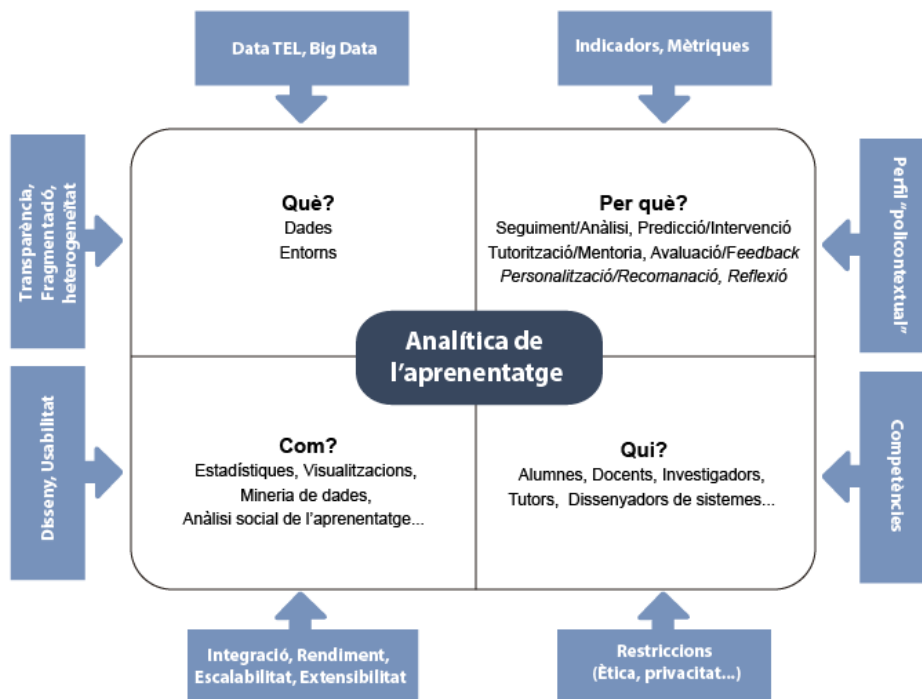 Data TEL, Big Data
Indicadors, Mètriques
Transparència,
Fragmentadó,
heterogeneïtat
Què?
Dades
Entorns
Per què?
Seguiment/Anàlisi, Predicció/Intervenció
Tutorització/Mentoria, Avaluació/Feedback
Personalització/Recomanació, Reflexió
Perfil “policontextual”
Analítica de
l’aprenentatge
Disseny, Usabilitat
Com?
Estadístiques, Visualitzacions,
Mineria de dades,
Anàlisi social de l’aprenentatge...
Qui?
Alumnes, Docents, Investigadors,
Tutors, Dissenyadors de sistemes...
Competències
Integració, Rendiment,
Escalabilitat, Extensibilitat
Restriccions
(Ètica, privacitat...)